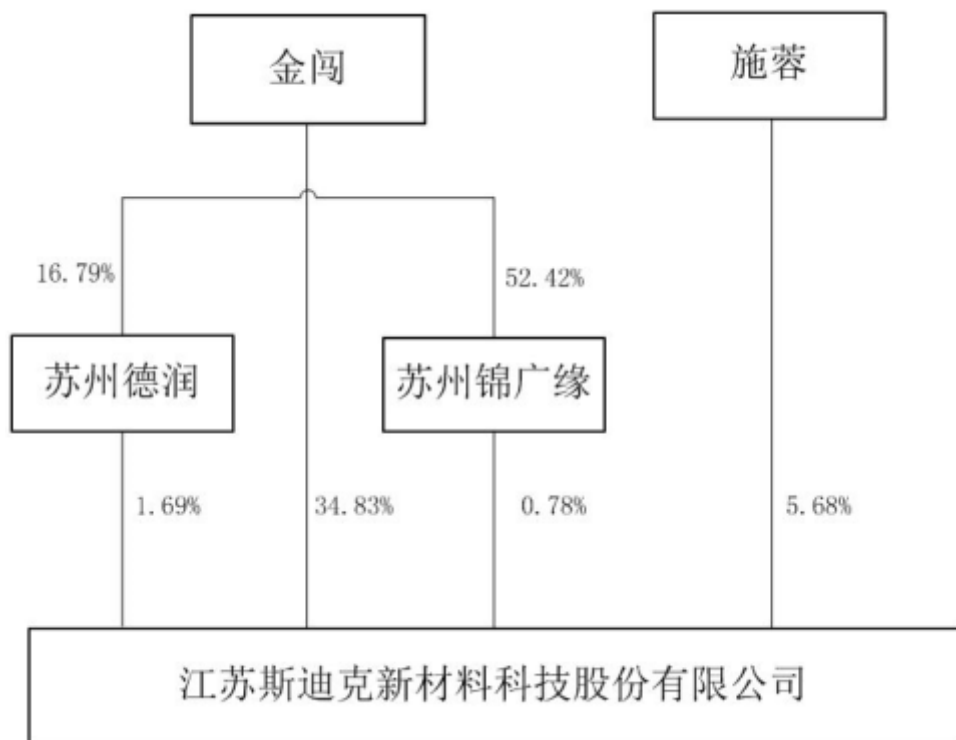 金闯
施蓉
16.79%
52.42%
苏州德润
苏州锦广缘
1.69%
34.83%
0.78%
5.68%
江苏斯迪克新材料科技股份有限公司